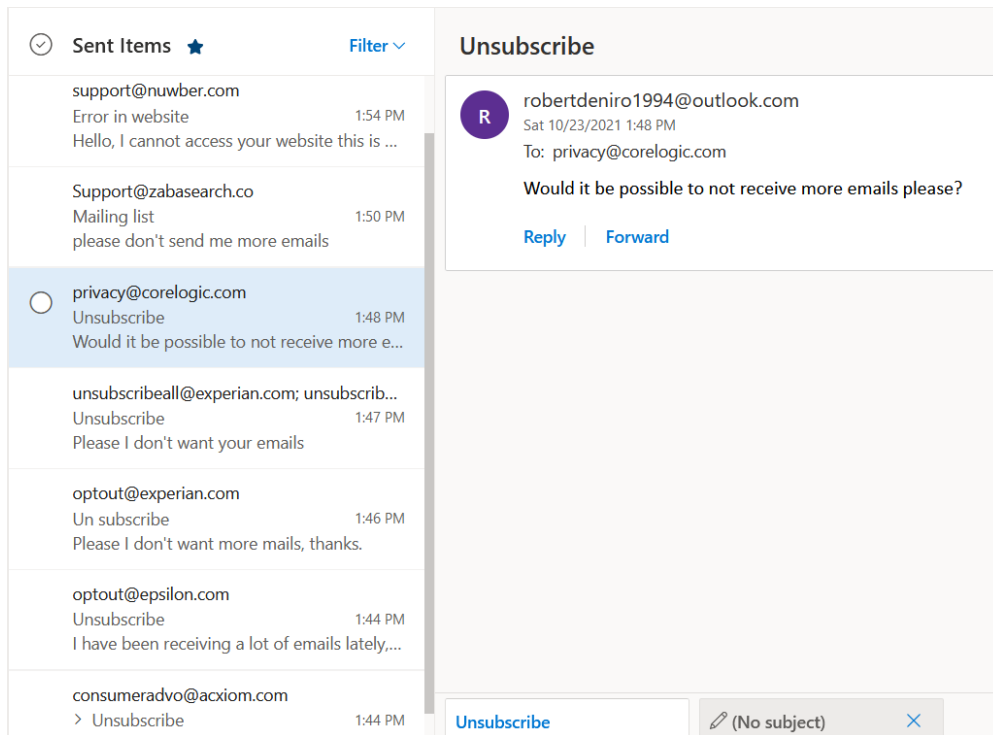 Sent Items
Filter
support@nuwber.com
Error in website
1:54 PM
Hello, I cannot access your website this is ...
Support@zabasearch.co
Mailing list
1:50 PM
please don't send me more emails
privacy@corelogic.com
Unsubscribe
1:48 PM
Would it be possible to not receive more e...
unsubscribeall@experian.com; unsubscrib...
Unsubscribe
1:47 PM
Please I don't want your emails
optout@experian.com
Un subscribe
1:46 PM
Please I don't want more mails, thanks.
optout@epsilon.com
Unsubscribe
1:44 PM
I have been receiving a lot of emails lately,...
consumeradvo@acxiom.com
Unsubscribe
1:44 PM
Unsubscribe
R
robertdeniro1994@outlook.com
Sat 10/23/2021 1:48 PM
To: privacy@corelogic.com
Would it be possible to not receive more emails please?
Reply
Forward
Unsubscribe
(No subject)